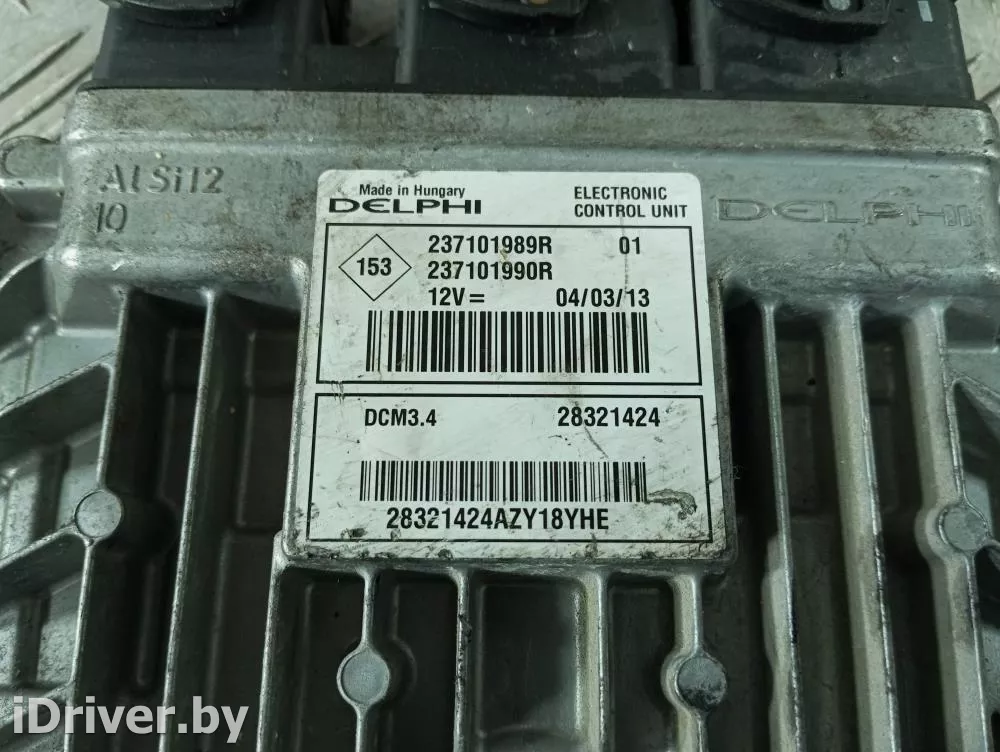 AlSi12
10
Made in Hungary
DELPHI
ELECTRONIC
CONTROL UNIT
DELPHI
153
237101989R 01
237101990R
12V= 04/03/13
DCM3.4 28321424
28321424AZY18YHE
iDriver.by